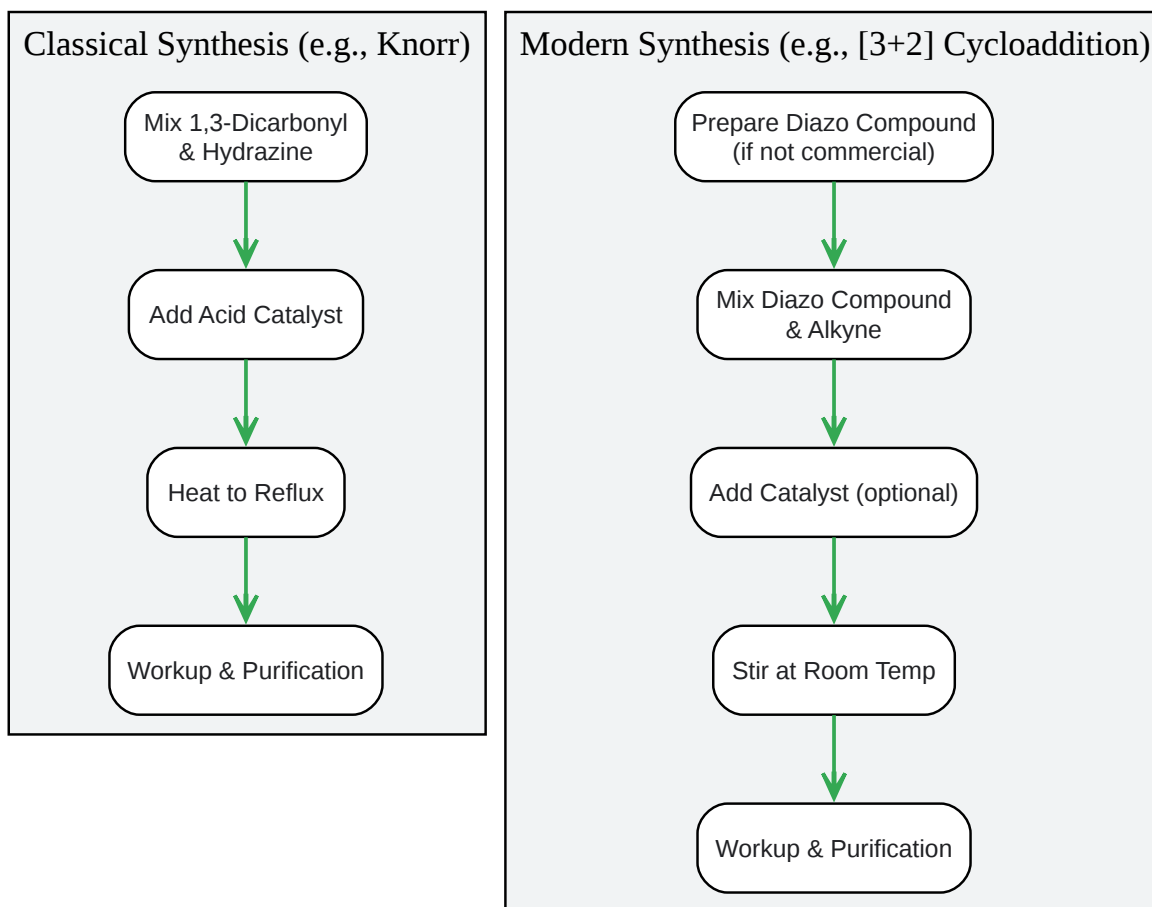 Classical Synthesis (e.g., Knorr)
Mix 1,3-Dicarbonyl
& Hydrazine
Add Acid Catalyst
Heat to Reflux
Workup & Purification
Modern Synthesis (e.g., [3+2] Cycloaddition)
Prepare Diazo Compound
(if not commercial)
Mix Diazo Compound
& Alkyne
Add Catalyst (optional)
Stir at Room Temp
Workup & Purification